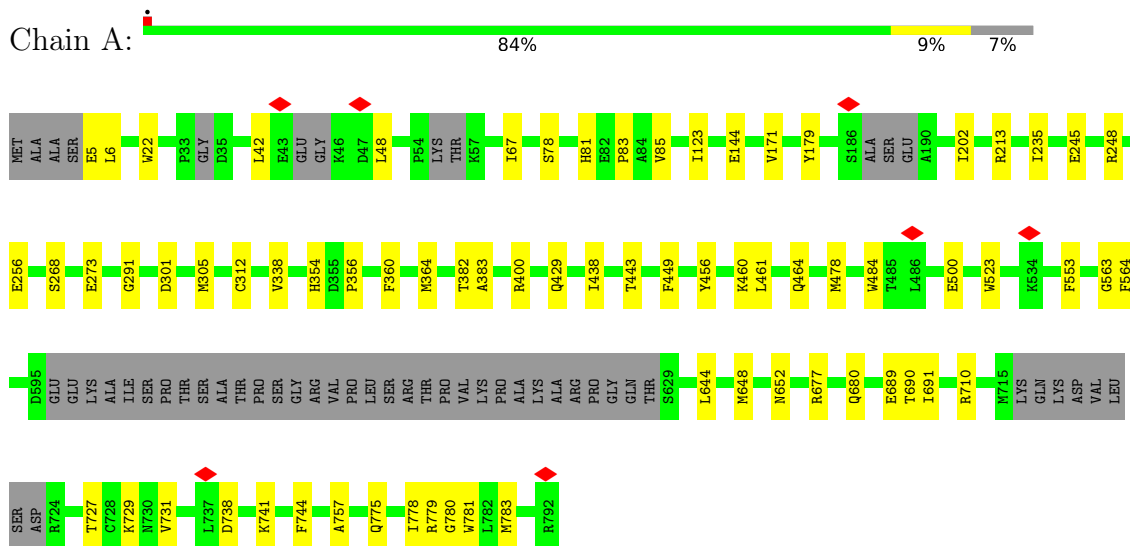 Chain A:
84% 9% 7%
MET ALA ALA SER E5 L6 W22 P33 GLY D35 L42 E43 GLU GLY K46 D47 L48 P54 LYS THR K57 I67 S78 H81 E82 P83 A84 V85 I123 E144 V171 Y179 S186 ALA SER GLU A190 I202 R213 I235 E245 R248
E256 S268 E273 G291 D301 M305 C312 V338 H354 D355 P356 F360 M364 T382 A383 R400 Q429 I438 T443 F449 Y456 K460 L461 Q464 M478 W484 T485 L486 E500 W523 K534 F553 G563 F564
D595 GLU GLU LYS ALA ILE SER PRO THR SER ALA THR PRO SER GLY ARG VAL PRO LEU SER ARG THR PRO VAL LYS PRO ALA LYS ALA ARG PRO GLY GLN THR S629 L644 M648 N652 R677 Q680 E689 T690 I691 R710 M715 LYS GLN LYS ASP VAL LEU
SER ASP R724 T727 C728 K729 N730 V731 L737 D738 K741 F744 A757 Q775 I778 R779 G780 W781 L782 M783 R792